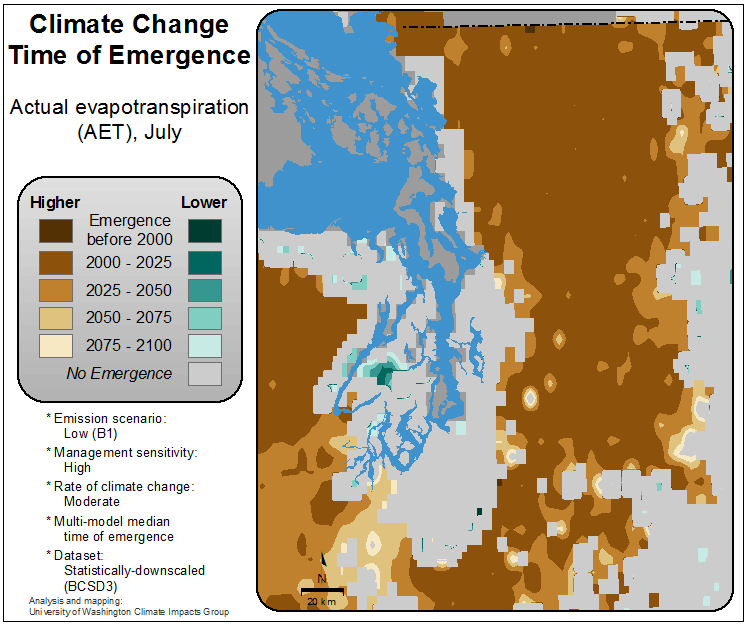 Climate Change
Time of Emergence
Actual evapotranspiration
(AET), July
Higher Lower
Emergence
before 2000
2000 - 2025
2025 - 2050
2050 - 2075
2075 - 2100
No Emergence
* Emission scenario:
Low (B1)
* Management sensitivity:
High
* Rate of climate change:
Moderate
* Multi-model median
time of emergence
* Dataset:
Statistically-downscaled
(BCSD3)
Analysis and mapping:
University of Washington Climate Impacts Group
N
20 km